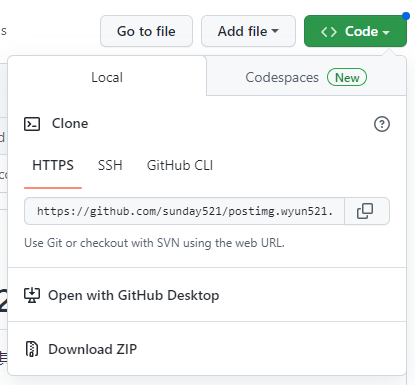 Go to file
Add file
<> Code
Local
Codespaces New
Clone
HTTPS SSH GitHub CLI
https://github.com/sunday521/postimg.wyun521.
Use Git or checkout with SVN using the web URL.
Open with GitHub Desktop
Download ZIP